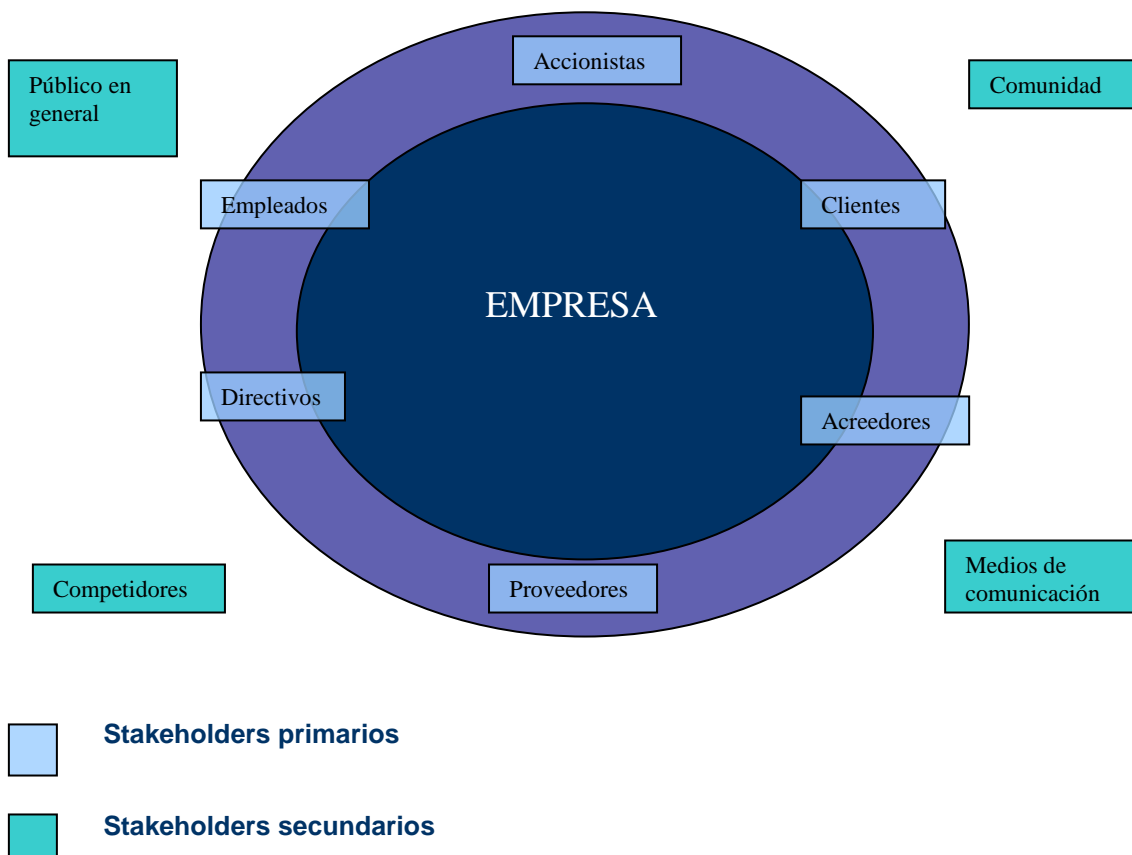 Accionistas
Público en
general
Comunidad
Empleados
Clientes
EMPRESA
Directivos
Acreedores
Competidores
Proveedores
Medios de
comunicación
Stakeholders primarios
Stakeholders secundarios